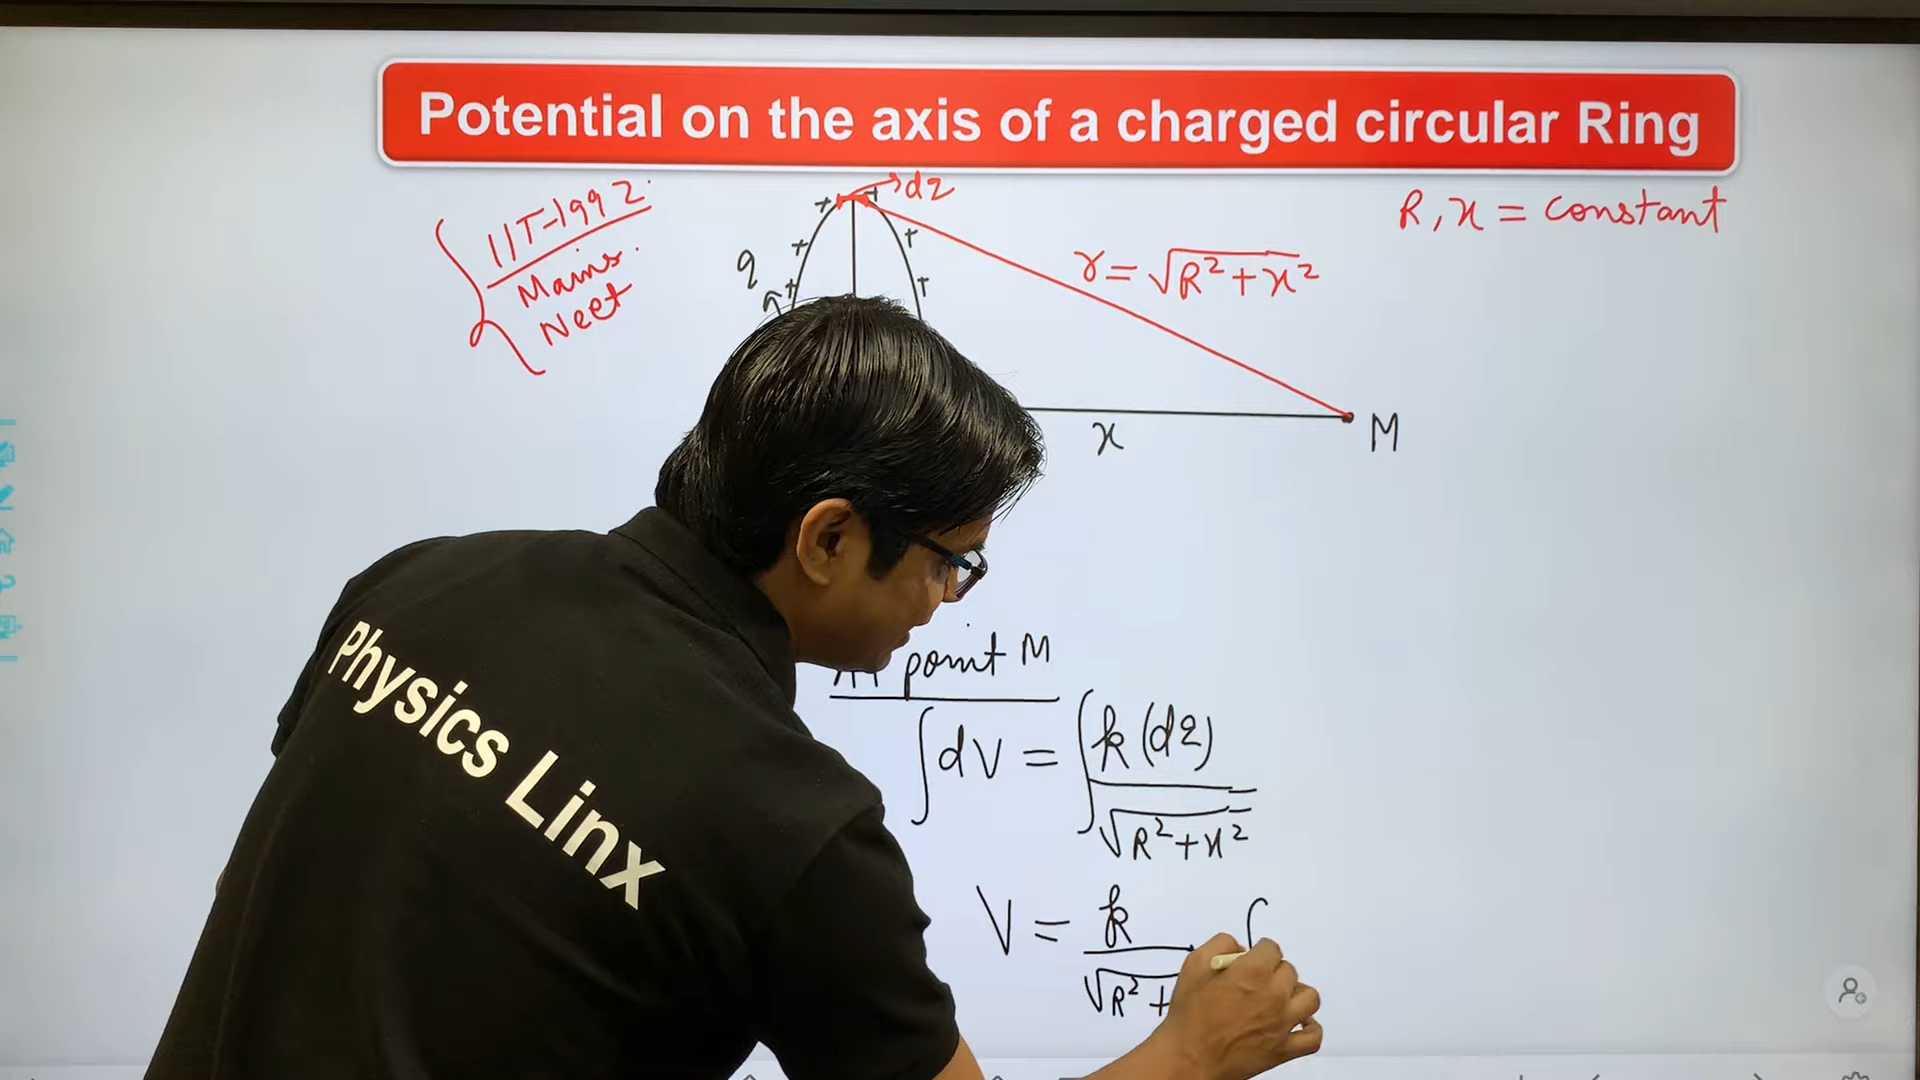 Potential on the axis of a charged circular Ring
IIT-1992
Mains.
Neet
dq
R, x = constant
q
r = √R² + x²
x
M
point M
∫dV = ∫k(dq)
√R² + x²
V = k ∫
√R² +
Physics Linx